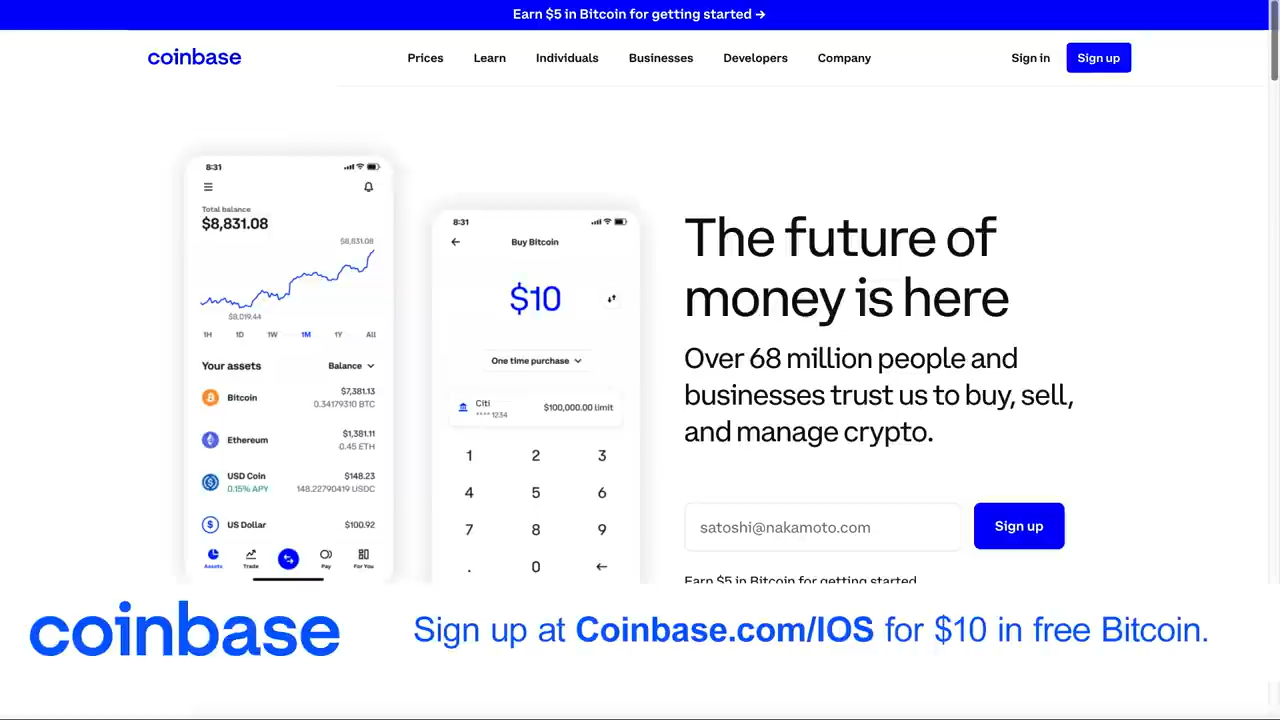 Earn $5 in Bitcoin for getting started →
coinbase
Prices
Learn
Individuals
Businesses
Developers
Company
Sign in
Sign up
8:31
Total balance
$8,831.08
$8,831.08
$8,019.44
1H
1D
1W
1M
1Y
All
Your assets
Balance
Bitcoin
$7,381.13
0.34179310 BTC
Ethereum
$1,381.11
0.45 ETH
USD Coin
$148.23
0.15% APY
148.22790419 USDC
US Dollar
$100.92
Assets
Trade
Pay
For You
8:31
Buy Bitcoin
$10
One time purchase
Citi
**** 1234
$100,000.00 limit
1 2 3
4 5 6
7 8 9
. 0 ←
The future of
money is here
Over 68 million people and
businesses trust us to buy, sell,
and manage crypto.
satoshi@nakamoto.com
Sign up
Earn $5 in Bitcoin for getting started
coinbase
Sign up at Coinbase.com/IOS for $10 in free Bitcoin.